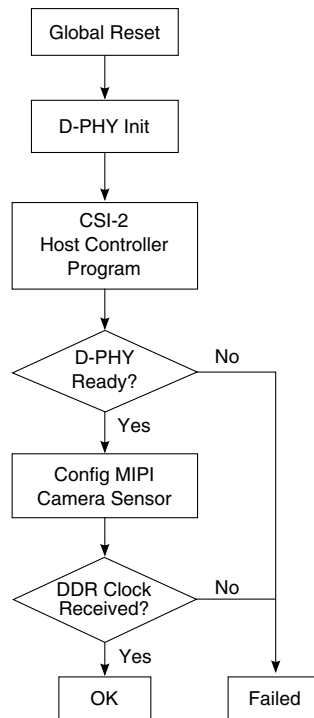 Global Reset
D-PHY Init
CSI-2
Host Controller
Program
D-PHY
Ready?
No
Yes
Config MIPI
Camera Sensor
DDR Clock
Received?
No
Yes
OK
Failed